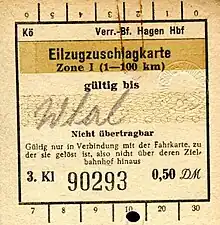 6 5 4 3 2 1
Kö Verr.-Bf. Hagen Hbf
Eilzugzuschlagkarte
Zone I (1—100 km)
gültig bis
Nicht übertragbar
Gültig nur in Verbindung mit der Fahrkarte, zu
der sie gelöst ist, also nicht über deren Ziel-
bahnhof hinaus
3. Kl 90293 0,50 DM
7 8 9 10 20 30